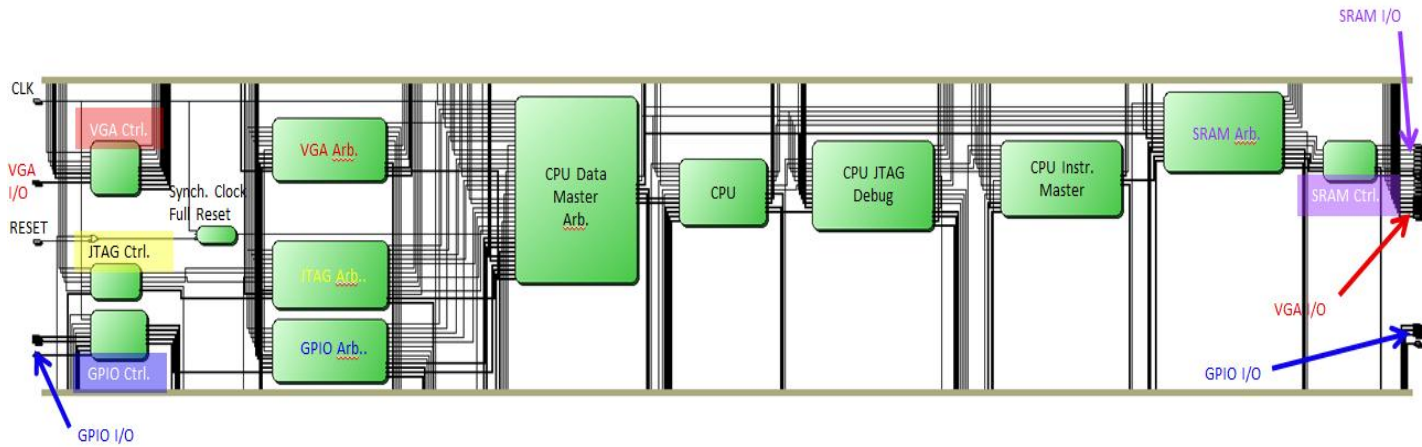 SRAM I/O
CLK
VGA Ctrl.
VGA Arb.
SRAM Arb.
VGA
I/O
Synch. Clock
Full Reset
CPU Data
Master
Arb.
CPU
CPU JTAG
Debug
CPU Instr.
Master
SRAM Ctrl.
RESET
JTAG Ctrl.
JTAG Arb..
GPIO Arb..
VGA I/O
GPIO Ctrl.
GPIO I/O
GPIO I/O